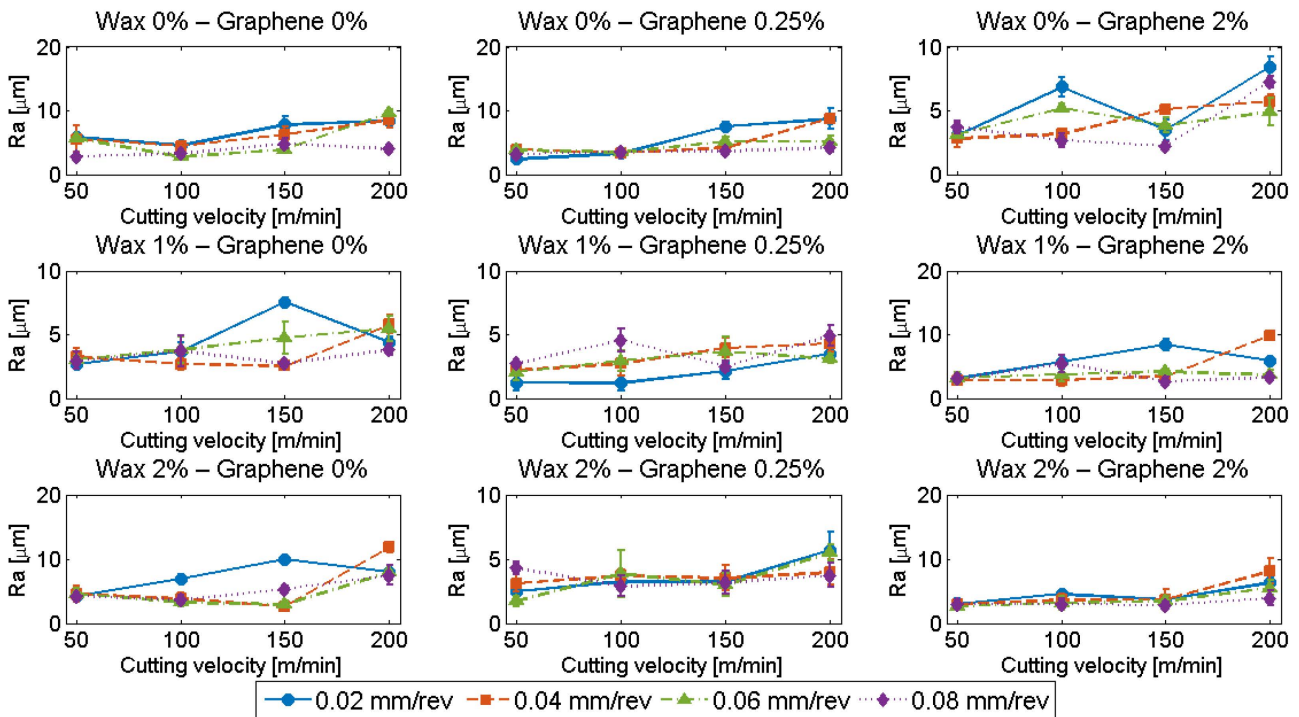 Wax 0% – Graphene 0%
20
10
0
Ra [μm]
50 100 150 200
Cutting velocity [m/min]
Wax 0% – Graphene 0.25%
20
10
0
Ra [μm]
50 100 150 200
Cutting velocity [m/min]
Wax 0% – Graphene 2%
10
5
0
Ra [μm]
50 100 150 200
Cutting velocity [m/min]
Wax 1% – Graphene 0%
10
5
0
Ra [μm]
50 100 150 200
Cutting velocity [m/min]
Wax 1% – Graphene 0.25%
10
5
0
Ra [μm]
50 100 150 200
Cutting velocity [m/min]
Wax 1% – Graphene 2%
20
10
0
Ra [μm]
50 100 150 200
Cutting velocity [m/min]
Wax 2% – Graphene 0%
20
10
0
Ra [μm]
50 100 150 200
Cutting velocity [m/min]
Wax 2% – Graphene 0.25%
10
5
0
Ra [μm]
50 100 150 200
Cutting velocity [m/min]
Wax 2% – Graphene 2%
20
10
0
Ra [μm]
50 100 150 200
Cutting velocity [m/min]
0.02 mm/rev 0.04 mm/rev 0.06 mm/rev 0.08 mm/rev